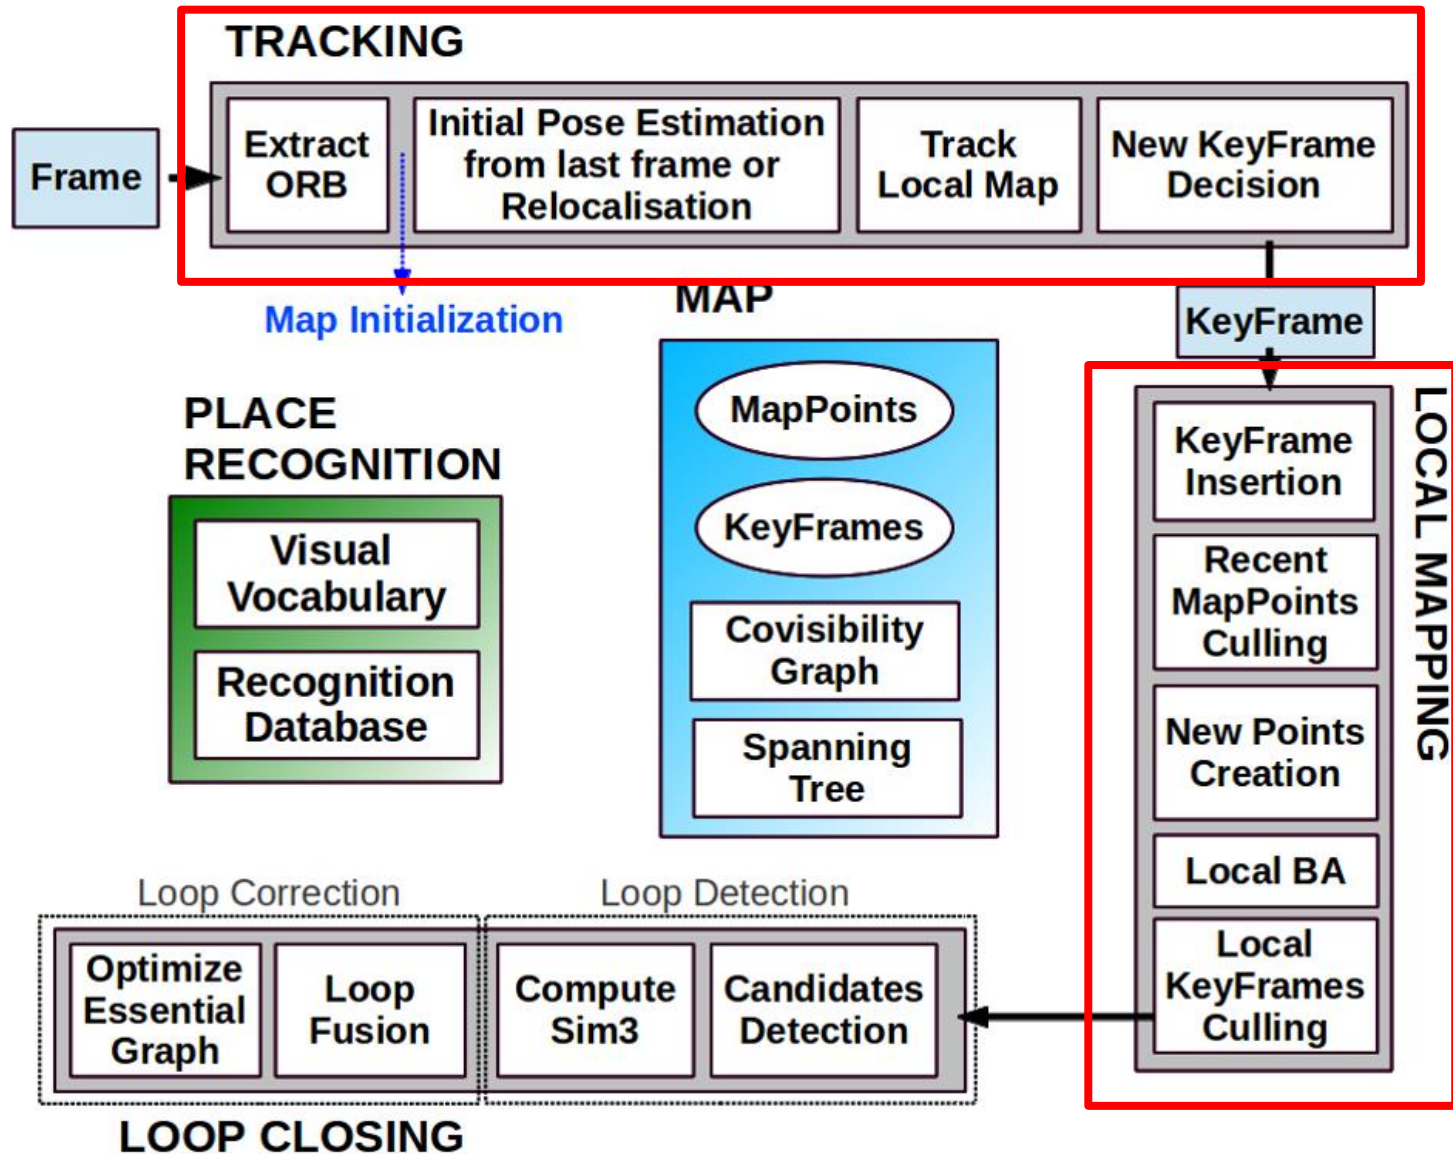 TRACKING
Frame
Extract
ORB
Initial Pose Estimation
from last frame or
Relocalisation
Track
Local Map
New KeyFrame
Decision
Map Initialization
MAP
KeyFrame
MapPoints
KeyFrames
Covisibility
Graph
Spanning
Tree
PLACE
RECOGNITION
Visual
Vocabulary
Recognition
Database
LOCAL MAPPING
KeyFrame
Insertion
Recent
MapPoints
Culling
New Points
Creation
Local BA
Local
KeyFrames
Culling
Loop Correction
Loop Detection
Optimize
Essential
Graph
Loop
Fusion
Compute
Sim3
Candidates
Detection
LOOP CLOSING